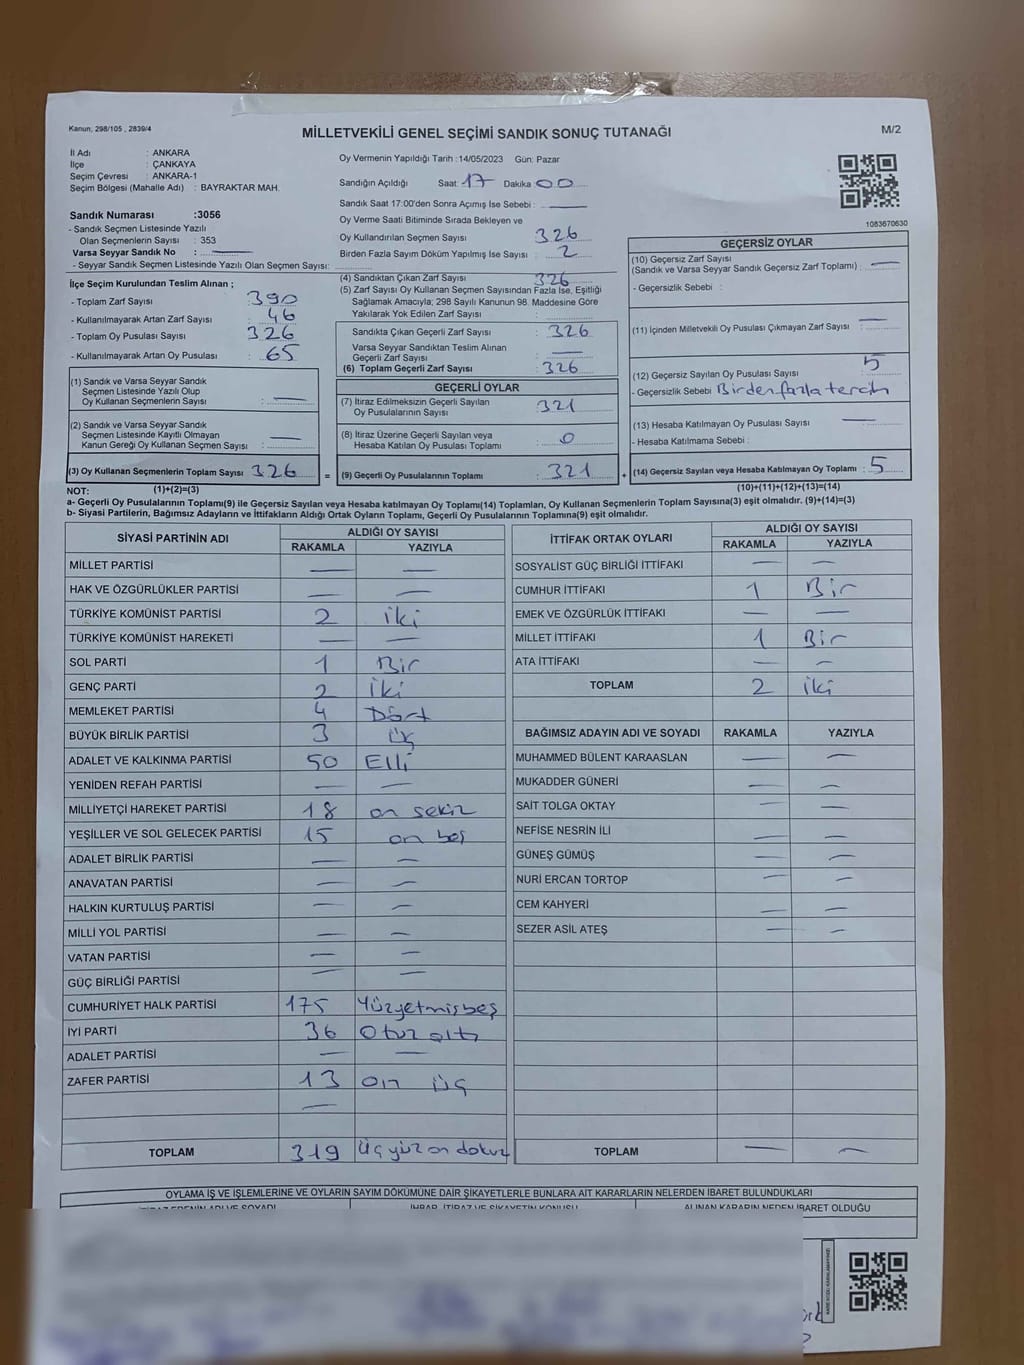 Kanun, 298/105 , 2839/4
MİLLETVEKİLİ GENEL SEÇİMİ SANDIK SONUÇ TUTANAĞI
M/2
İl Adı : ANKARA
İlçe : ÇANKAYA
Seçim Çevresi : ANKARA-1
Seçim Bölgesi (Mahalle Adı) : BAYRAKTAR MAH.
Sandık Numarası :3056
- Sandık Seçmen Listesinde Yazılı
Olan Seçmenlerin Sayısı : 353
Varsa Seyyar Sandık No : —
- Seyyar Sandık Seçmen Listesinde Yazılı Olan Seçmen Sayısı:
Oy Vermenin Yapıldığı Tarih :14/05/2023 Gün: Pazar
Sandığın Açıldığı Saat: 17 Dakika 00
Sandık Saat 17:00'den Sonra Açımış İse Sebebi : —
Oy Verme Saati Bitiminde Sırada Bekleyen ve
Oy Kullandırılan Seçmen Sayısı 326
Birden Fazla Sayım Döküm Yapılmış İse Sayısı : 2
1083670630
İlçe Seçim Kurulundan Teslim Alınan ;
- Toplam Zarf Sayısı : 390
- Kullanılmayarak Artan Zarf Sayısı : 46
- Toplam Oy Pusulası Sayısı : 326
- Kullanılmayarak Artan Oy Pusulası : 65
(1) Sandık ve Varsa Seyyar Sandık
Seçmen Listesinde Yazılı Olup
Oy Kullanan Seçmenlerin Sayısı : —
(2) Sandık ve Varsa Seyyar Sandık
Seçmen Listesinde Kayıtlı Olmayan
Kanun Gereği Oy Kullanan Seçmen Sayısı : —
(3) Oy Kullanan Seçmenlerin Toplam Sayısı : 326
(1)+(2)=(3)
(4) Sandıktan Çıkan Zarf Sayısı : 326
(5) Zarf Sayısı Oy Kullanan Seçmen Sayısından Fazla İse, Eşitliği
Sağlamak Amacıyla; 298 Sayılı Kanunun 98. Maddesine Göre
Yakılarak Yok Edilen Zarf Sayısı :
Sandıkta Çıkan Geçerli Zarf Sayısı : 326
Varsa Seyyar Sandıktan Teslim Alınan
Geçerli Zarf Sayısı : —
(6) Toplam Geçerli Zarf Sayısı : 326
GEÇERLİ OYLAR
(7) İtiraz Edilmeksizin Geçerli Sayılan
Oy Pusulalarının Sayısı : 321
(8) İtiraz Üzerine Geçerli Sayılan veya
Hesaba Katılan Oy Pusulası Toplamı : 0
= (9) Geçerli Oy Pusulalarının Toplamı : 321 +
GEÇERSİZ OYLAR
(10) Geçersiz Zarf Sayısı
(Sandık ve Varsa Seyyar Sandık Geçersiz Zarf Toplamı) : —
- Geçersizlik Sebebi :
(11) İçinden Milletvekili Oy Pusulası Çıkmayan Zarf Sayısı : —
(12) Geçersiz Sayılan Oy Pusulası Sayısı : 5
- Geçersizlik Sebebi Birden fazla tercih
(13) Hesaba Katılmayan Oy Pusulası Sayısı : —
- Hesaba Katılmama Sebebi :
(14) Geçersiz Sayılan veya Hesaba Katılmayan Oy Toplamı : 5
(10)+(11)+(12)+(13)=(14)
NOT:
a- Geçerli Oy Pusulalarının Toplamı(9) ile Geçersiz Sayılan veya Hesaba katılmayan Oy Toplamı(14) Toplamları, Oy Kullanan Seçmenlerin Toplam Sayısına(3) eşit olmalıdır. (9)+(14)=(3)
b- Siyasi Partilerin, Bağımsız Adayların ve İttifakların Aldığı Ortak Oyların Toplamı, Geçerli Oy Pusulalarının Toplamına(9) eşit olmalıdır.
SİYASİ PARTİNİN ADI ALDIĞI OY SAYISI
RAKAMLA YAZIYLA
MİLLET PARTİSİ — —
HAK VE ÖZGÜRLÜKLER PARTİSİ — —
TÜRKİYE KOMÜNİST PARTİSİ 2 iki
TÜRKİYE KOMÜNİST HAREKETİ — —
SOL PARTİ 1 Bir
GENÇ PARTİ 2 İki
MEMLEKET PARTİSİ 4 Dört
BÜYÜK BİRLİK PARTİSİ 3 üç
ADALET VE KALKINMA PARTİSİ 50 Elli
YENİDEN REFAH PARTİSİ — —
MİLLİYETÇİ HAREKET PARTİSİ 18 on sekiz
YEŞİLLER VE SOL GELECEK PARTİSİ 15 on beş
ADALET BİRLİK PARTİSİ — —
ANAVATAN PARTİSİ — —
HALKIN KURTULUŞ PARTİSİ — —
MİLLİ YOL PARTİSİ — —
VATAN PARTİSİ — —
GÜÇ BİRLİĞİ PARTİSİ — —
CUMHURİYET HALK PARTİSİ 175 Yüzyetmişbeş
İYİ PARTİ 36 Otuz altı
ADALET PARTİSİ — —
ZAFER PARTİSİ 13 on üç
—
TOPLAM 319 Üçyüz on dokuz
İTTİFAK ORTAK OYLARI ALDIĞI OY SAYISI
RAKAMLA YAZIYLA
SOSYALİST GÜÇ BİRLİĞİ İTTİFAKI — —
CUMHUR İTTİFAKI 1 Bir
EMEK VE ÖZGÜRLÜK İTTİFAKI — —
MİLLET İTTİFAKI 1 Bir
ATA İTTİFAKI — —
TOPLAM 2 iki
BAĞIMSIZ ADAYIN ADI VE SOYADI RAKAMLA YAZIYLA
MUHAMMED BÜLENT KARAASLAN — —
MUKADDER GÜNERİ — —
SAİT TOLGA OKTAY — —
NEFİSE NESRİN İLİ — —
GÜNEŞ GÜMÜŞ — —
NURİ ERCAN TORTOP — —
CEM KAHYERİ — —
SEZER ASİL ATEŞ — —
TOPLAM — —
OYLAMA İŞ VE İŞLEMLERİNE VE OYLARIN SAYIM DÖKÜMÜNE DAİR ŞİKAYETLERLE BUNLARA AİT KARARLARIN NELERDEN İBARET BULUNDUKLARI
İHBAR, İTİRAZ VE ŞİKAYETİN KONUSU ALINAN KARARIN NEDEN İBARET OLDUĞU